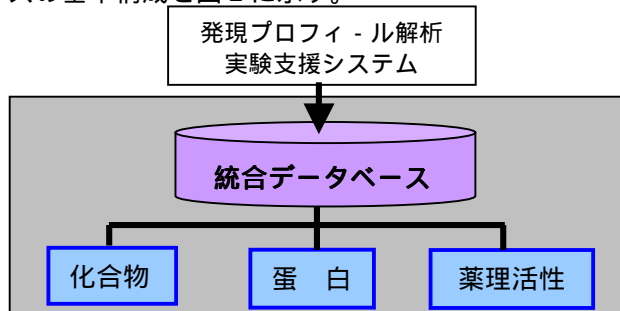 発現プロフィ‐ル解析
実験支援システム
統合データベース
化合物
蛋　白
薬理活性